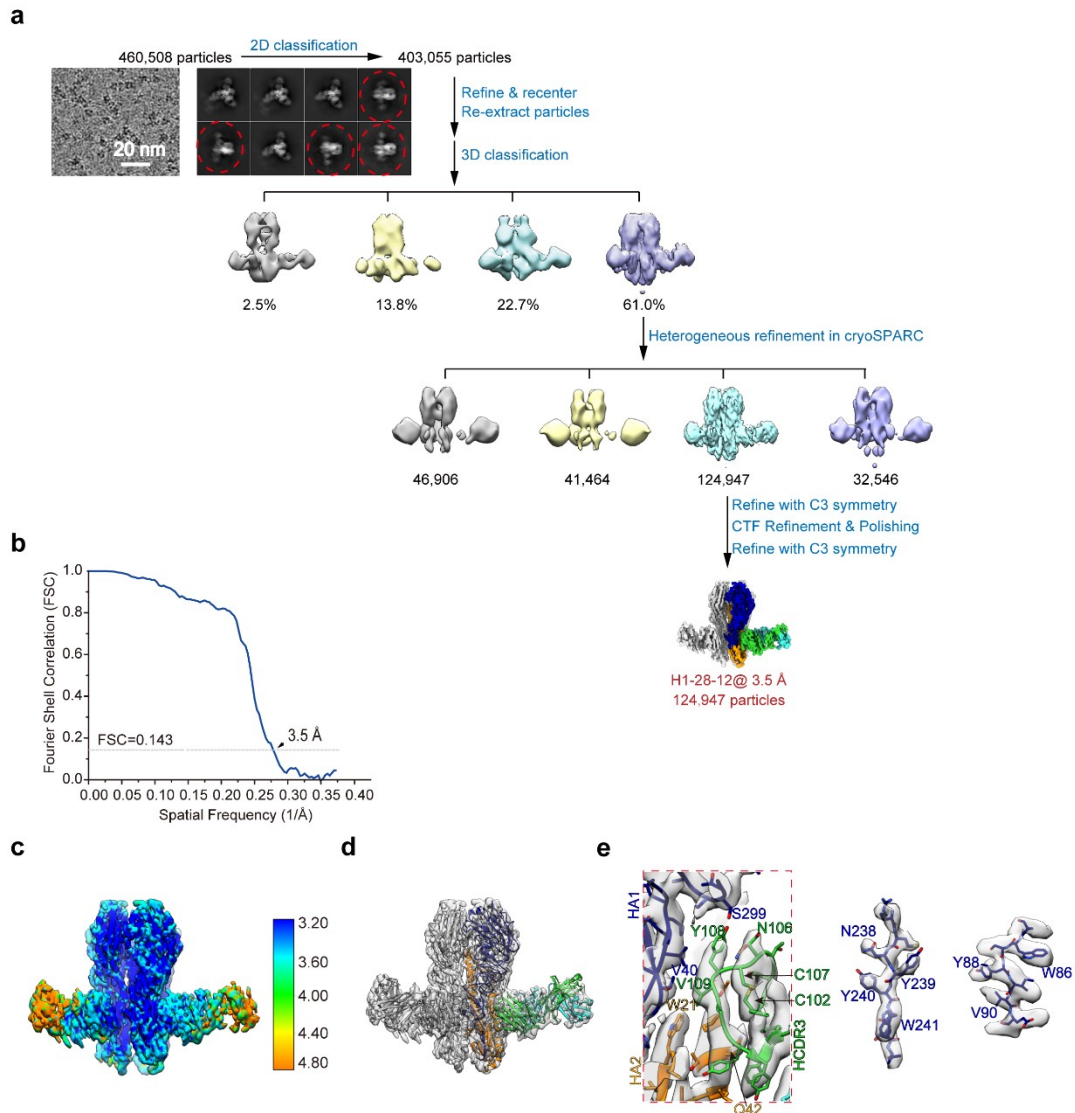 a
460,508 particles
2D classification
403,055 particles
20 nm
Refine & recenter
Re-extract particles
3D classification
2.5%
13.8%
22.7%
61.0%
Heterogeneous refinement in cryoSPARC
46,906
41,464
124,947
32,546
Refine with C3 symmetry
CTF Refinement & Polishing
Refine with C3 symmetry
H1-28-12@ 3.5 Å
124.947 particles
b
Fourier Shell Correlation (FSC)
1.0
0.8
0.6
0.4
0.2
0.0
FSC=0.143
3.5 Å
0.00 0.05 0.10 0.15 0.20 0.25 0.30 0.35 0.40
Spatial Frequency (1/Å)
c
3.20
3.60
4.00
4.40
4.80
d
e
HA1
S299
Y108
N106
V40
V109
C107
C102
W21
HCDR3
HA2
Q42
N238
Y239
Y240
W241
Y88
W86
V90